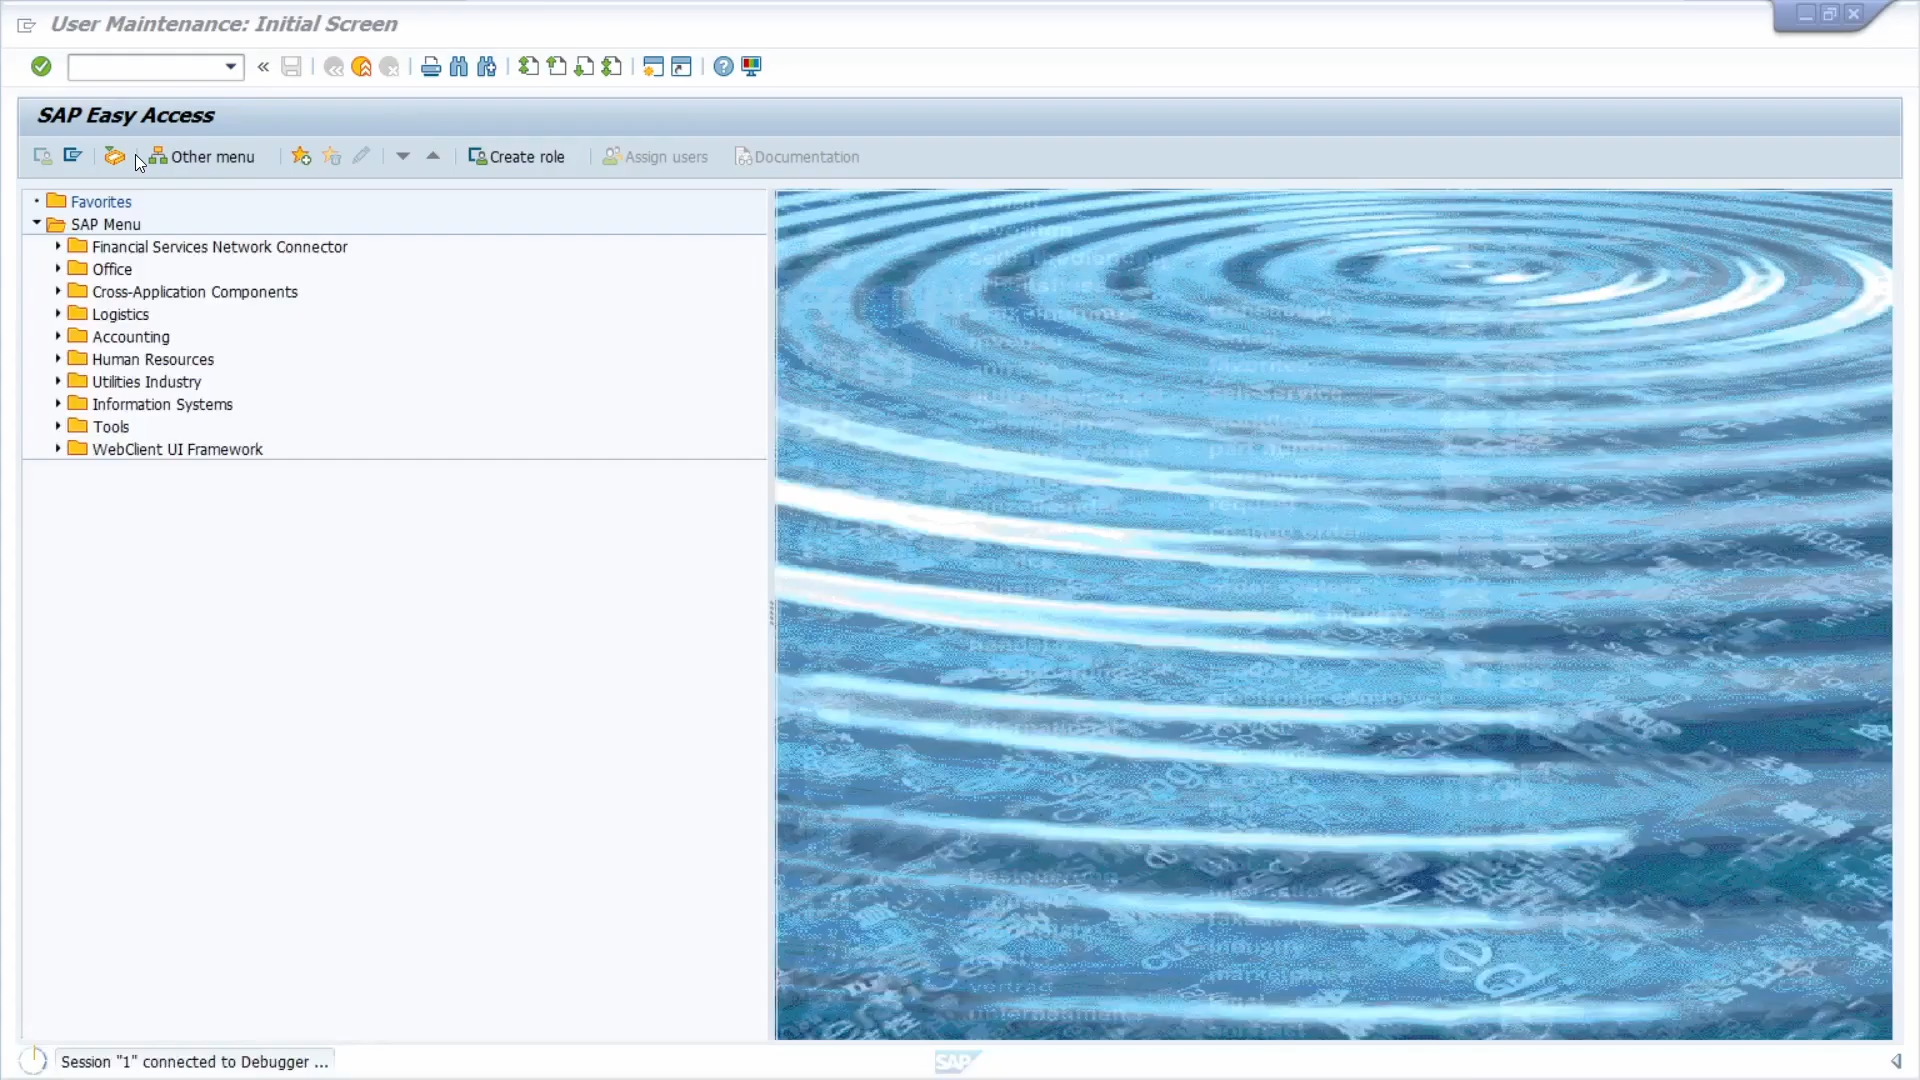 User Maintenance: Initial Screen
SAP Easy Access
Other menu
Create role
Assign users
Documentation
Favorites
SAP Menu
Financial Services Network Connector
Office
Cross-Application Components
Logistics
Accounting
Human Resources
Utilities Industry
Information Systems
Tools
WebClient UI Framework
Session "1" connected to Debugger ...
SAP